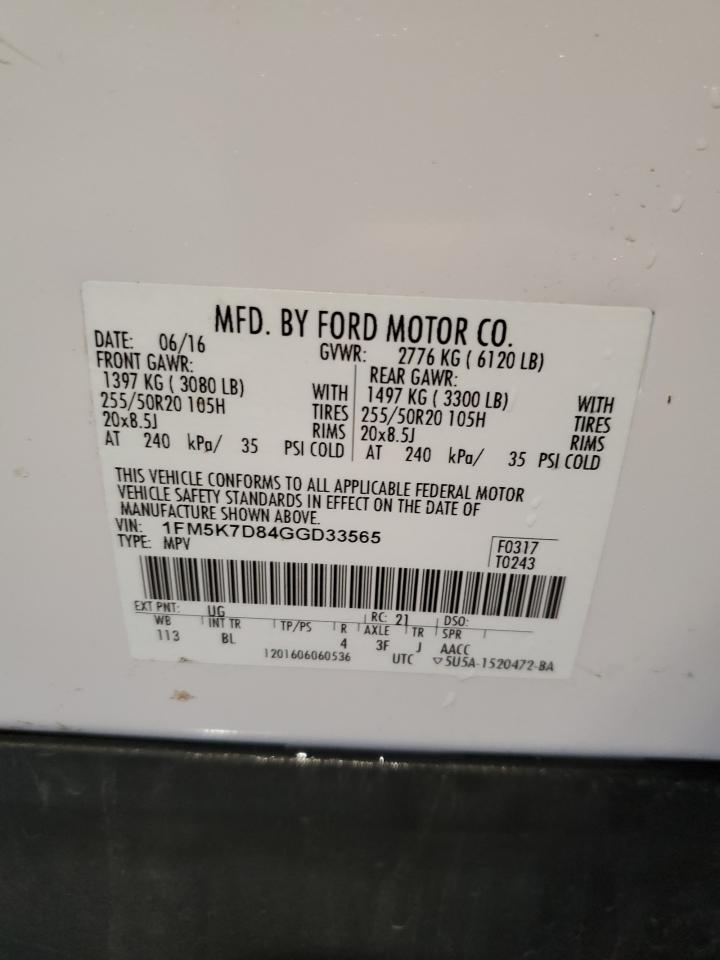 MFD. BY FORD MOTOR CO.
DATE: 06/16 GVWR: 2776 KG ( 6120 LB)
FRONT GAWR: REAR GAWR:
1397 KG ( 3080 LB) WITH 1497 KG ( 3300 LB) WITH
255/50R20 105H TIRES 255/50R20 105H TIRES
20x8.5J RIMS 20x8.5J RIMS
AT 240 kPa/ 35 PSI COLD AT 240 kPa/ 35 PSI COLD
THIS VEHICLE CONFORMS TO ALL APPLICABLE FEDERAL MOTOR
VEHICLE SAFETY STANDARDS IN EFFECT ON THE DATE OF
MANUFACTURE SHOWN ABOVE.
VIN: 1FM5K7D84GGD33565
TYPE: MPV
F0317
T0243
EXT PNT: UG RC: 21 DSO:
WB INT TR TP/PS R AXLE TR SPR
113 BL 4 3F J AACC
1201606060536 UTC ▽5U5A-1520472-BA